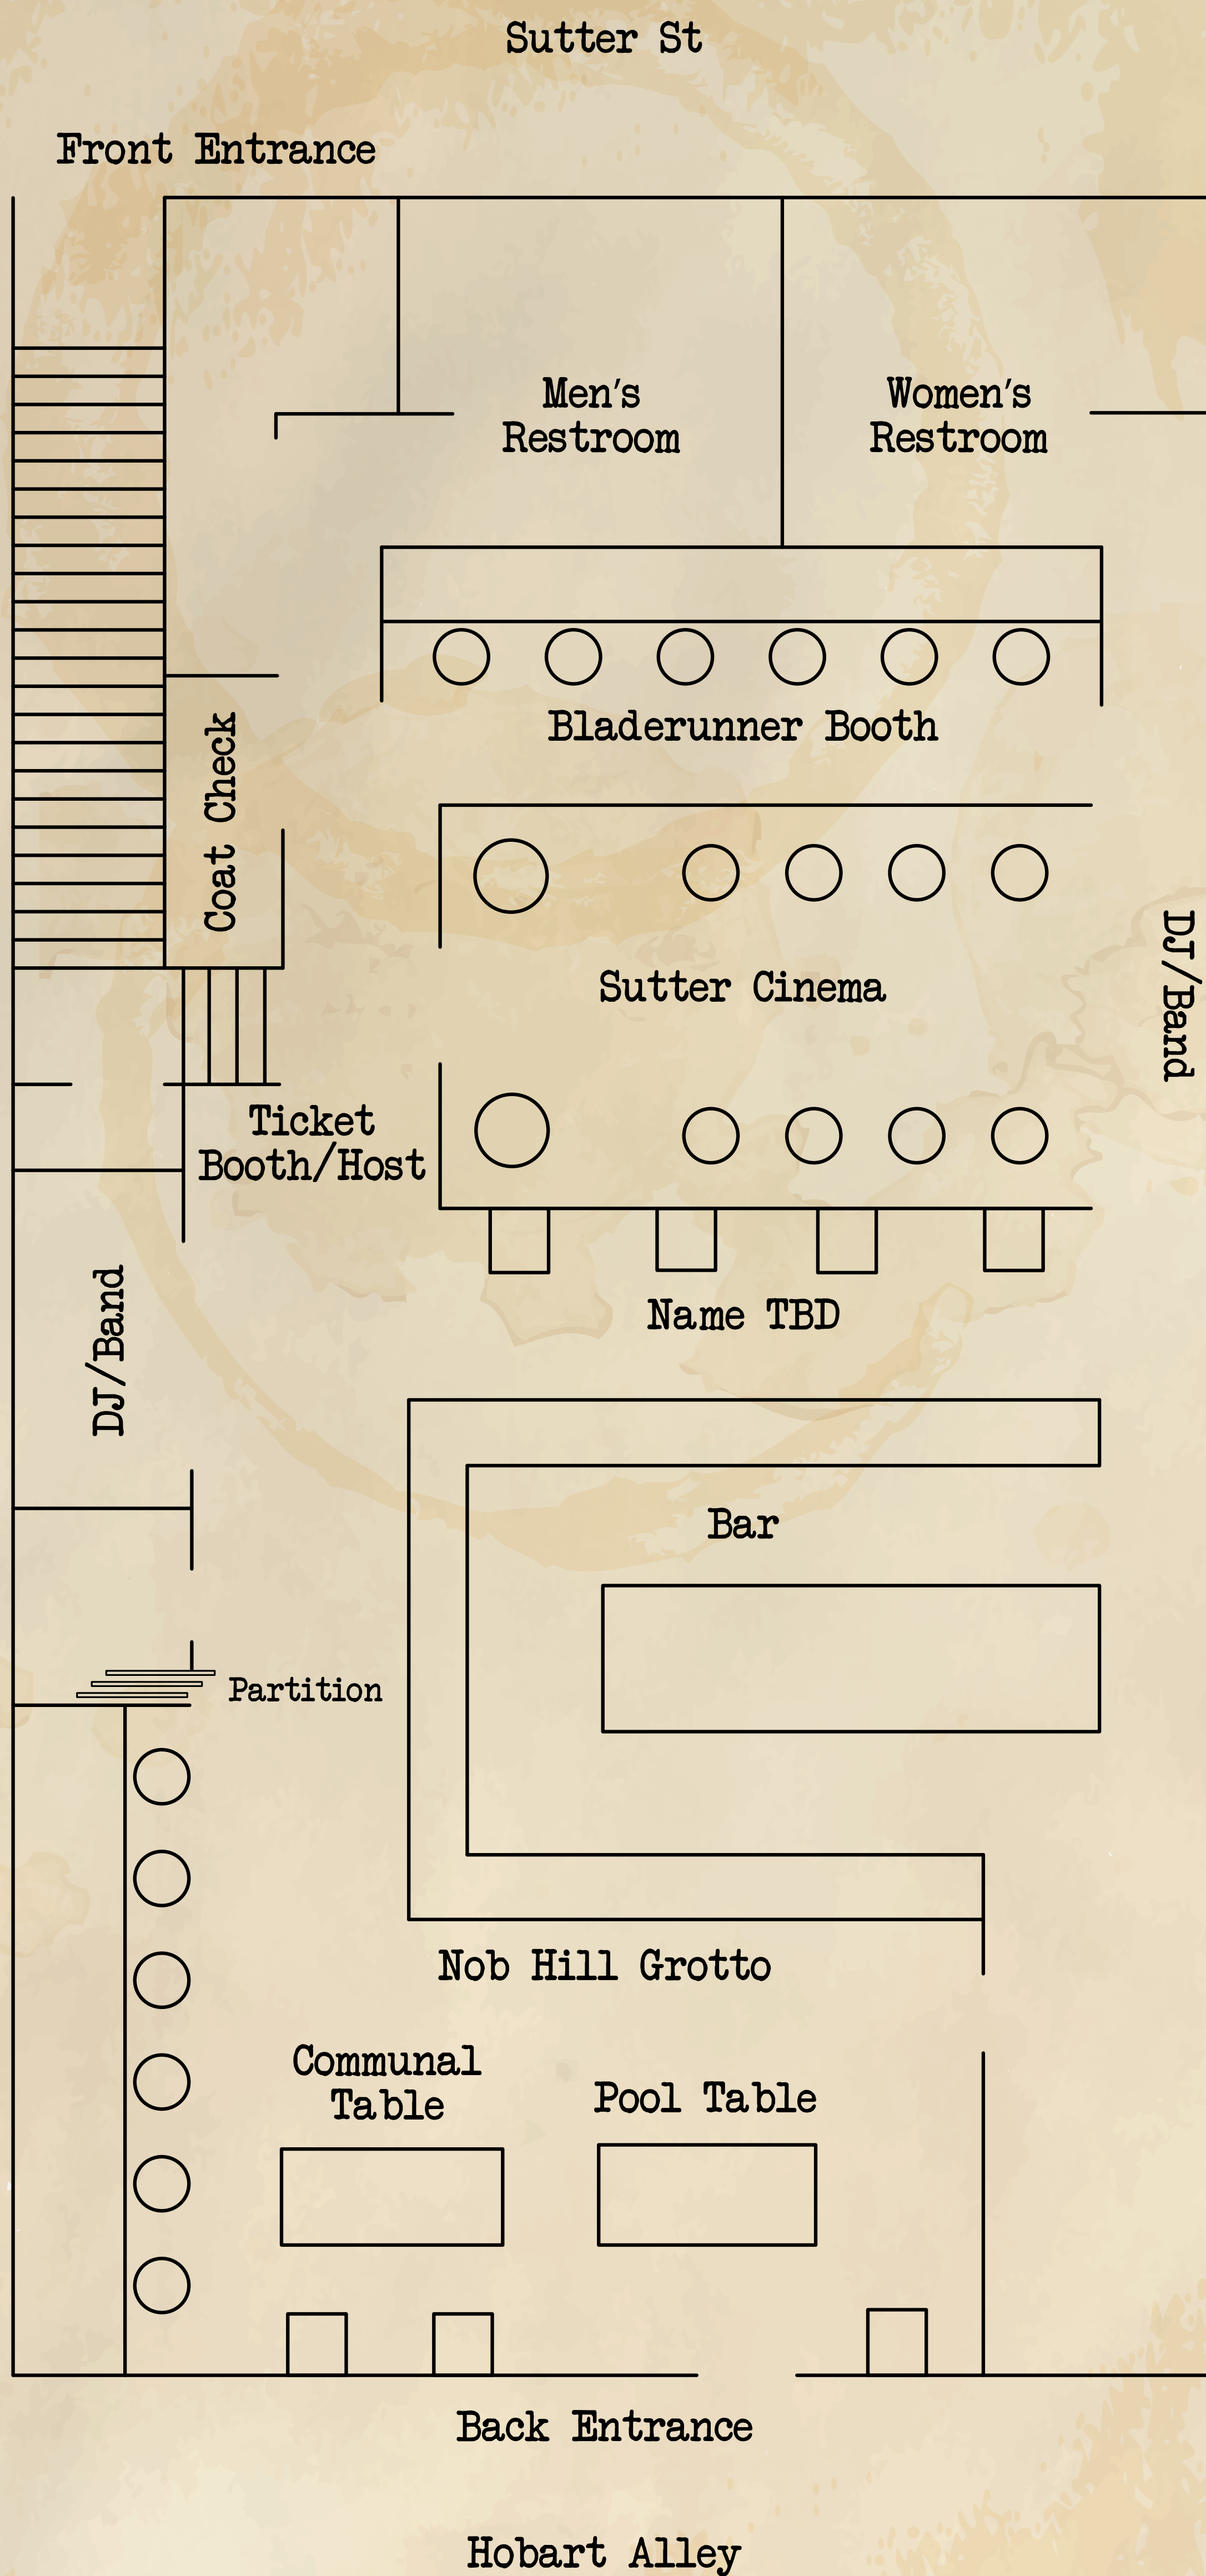 Sutter St
Front Entrance
Men's
Restroom
Women's
Restroom
Bladerunner Booth
Coat Check
Sutter Cinema
DJ/Band
Ticket
Booth/Host
Name TBD
DJ/Band
Bar
Partition
Nob Hill Grotto
Communal
Table
Pool Table
Back Entrance
Hobart Alley